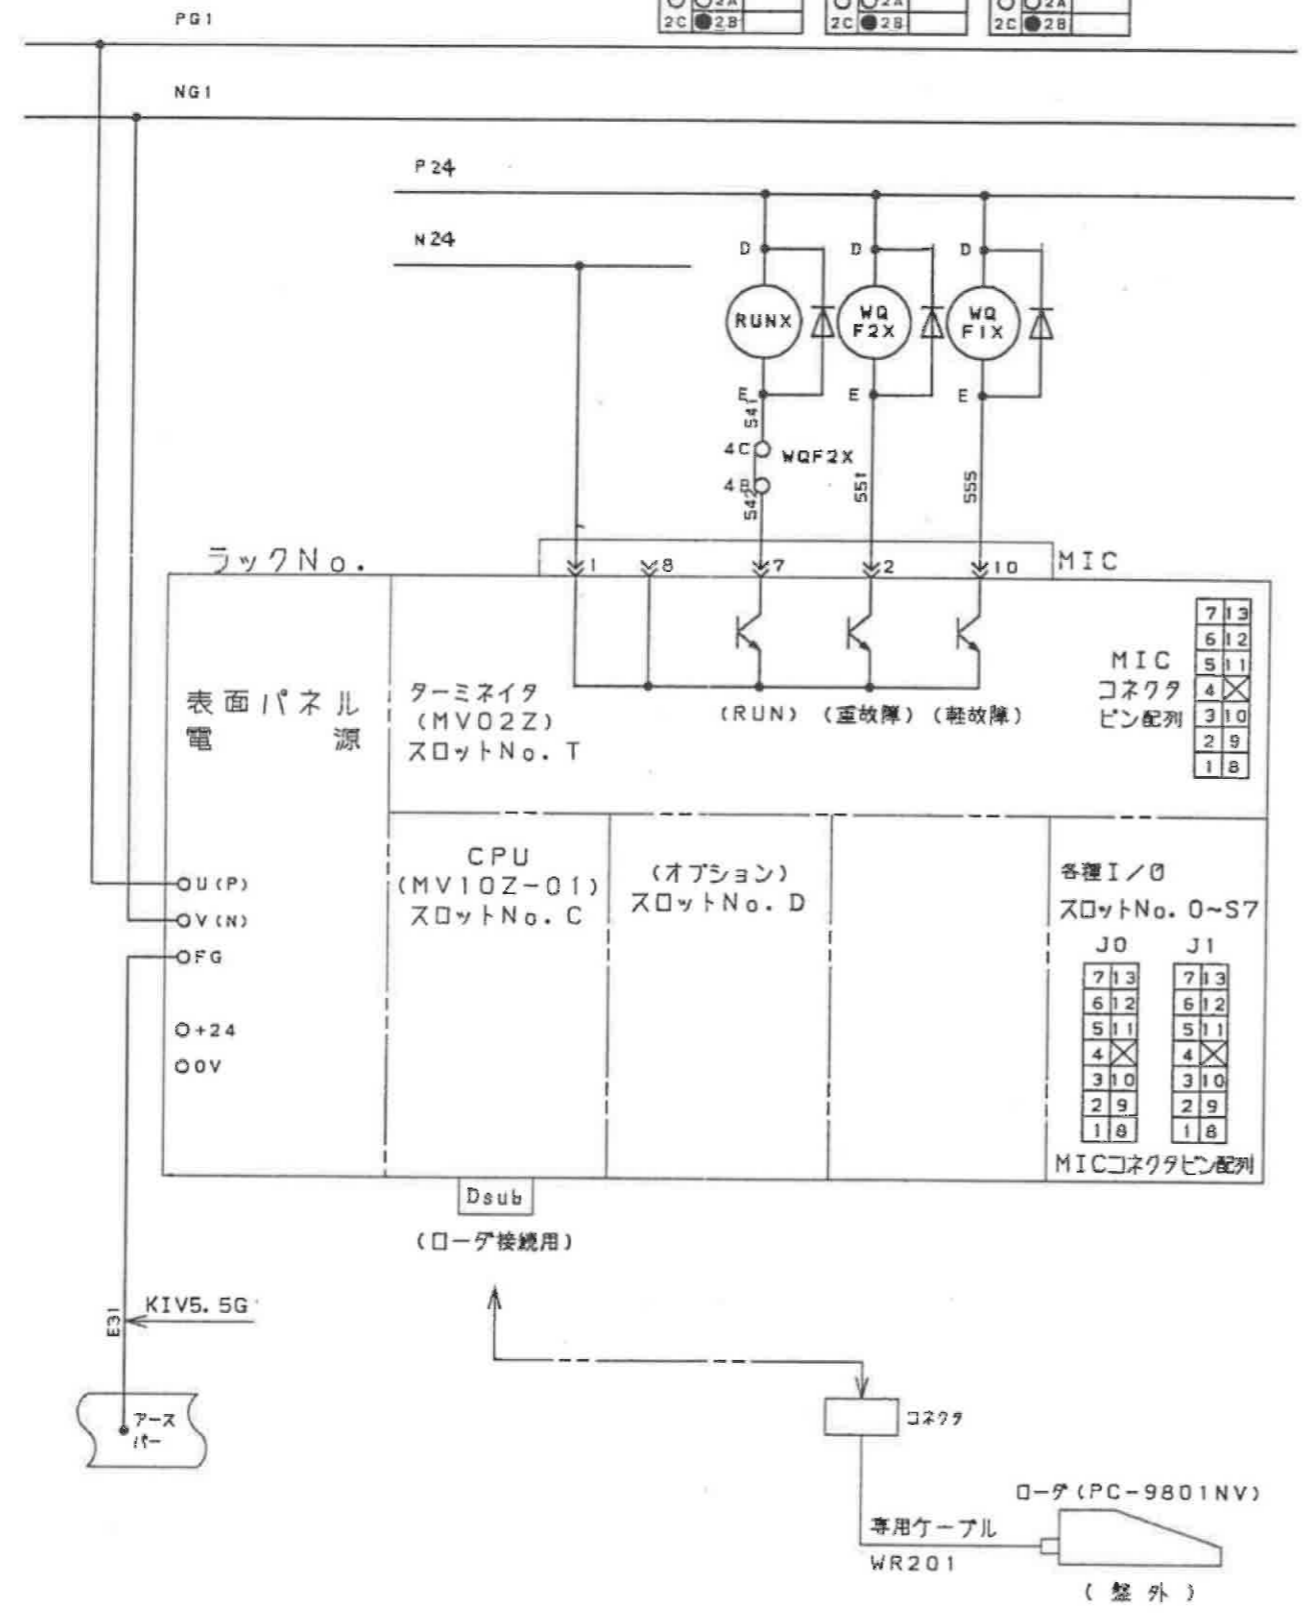 2A
2C 2B
2A
2C 2B
2A
2C 2B
PG1
NG1
P24
N24
D
D
D
RUNX
WQ
F2X
WQ
F1X
E
E
E
541
4C
WQF2X
4B
542
551
555
ラックNo.
1
8
7
2
10
MIC
表面パネル
電 源
ターミネイタ
(MV02Z)
スロットNo. T
(RUN)
(重故障)
(軽故障)
MIC
コネクタ
ピン配列
7 13
6 12
5 11
4
3 10
2 9
1 8
U(P)
V(N)
FG
+24
0V
CPU
(MV10Z-01)
スロットNo. C
(オプション)
スロットNo. D
各種I/O
スロットNo. 0~S7
J0 J1
7 13 7 13
6 12 6 12
5 11 5 11
4 4
3 10 3 10
2 9 2 9
1 8 1 8
MICコネクタピン配列
Dsub
(ローダ接続用)
E31
KIV5.5G
アース
バー
コネクタ
ローダ(PC-9801NV)
専用ケーブル
WR201
(盤外)